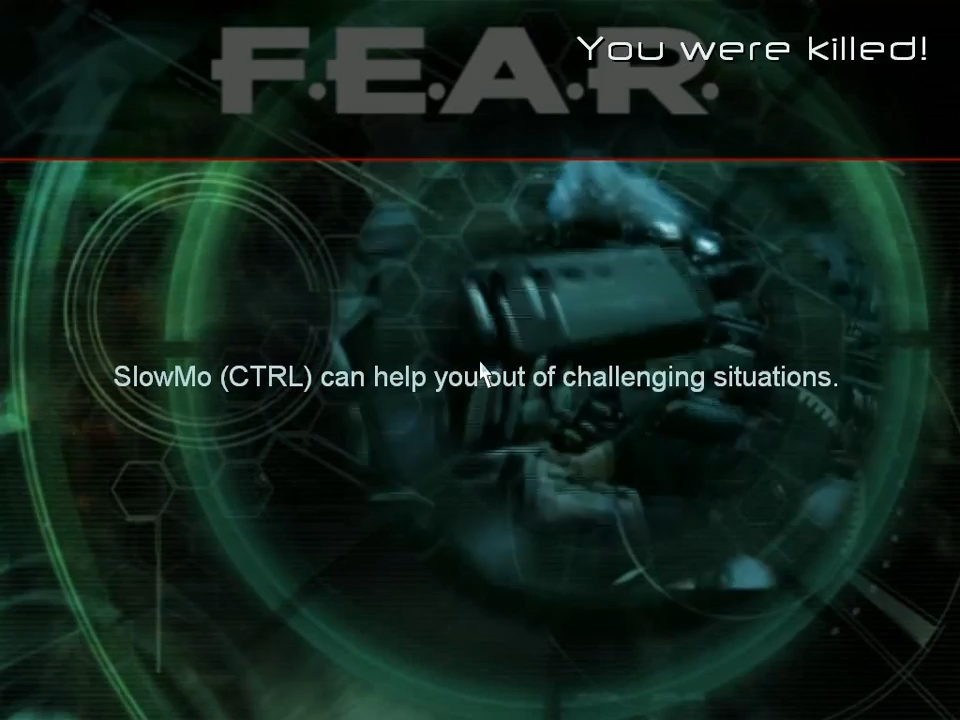 F.E.A.R.
You were killed!
SlowMo (CTRL) can help you out of challenging situations.